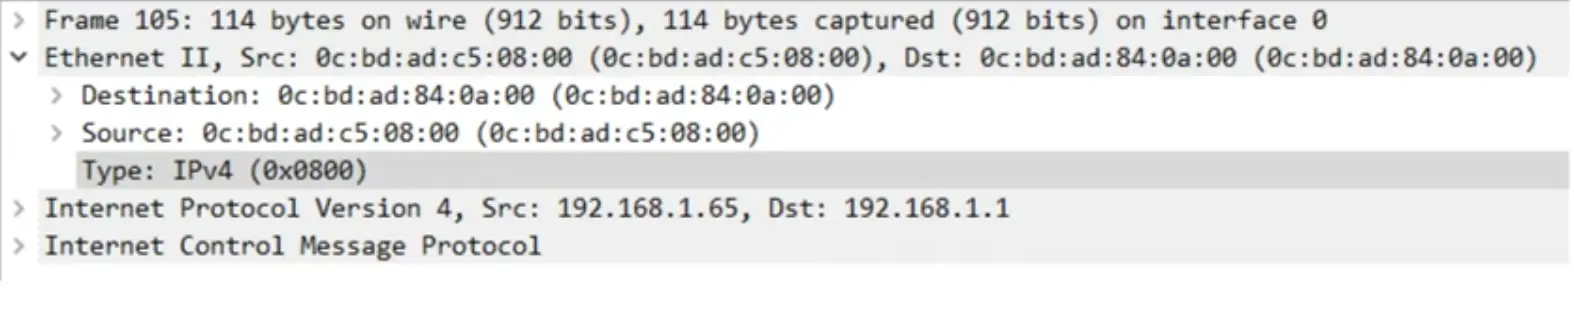 Frame 105: 114 bytes on wire (912 bits), 114 bytes captured (912 bits) on interface 0
Ethernet II, Src: 0c:bd:ad:c5:08:00 (0c:bd:ad:c5:08:00), Dst: 0c:bd:ad:84:0a:00 (0c:bd:ad:84:0a:00)
Destination: 0c:bd:ad:84:0a:00 (0c:bd:ad:84:0a:00)
Source: 0c:bd:ad:c5:08:00 (0c:bd:ad:c5:08:00)
Type: IPv4 (0x0800)
Internet Protocol Version 4, Src: 192.168.1.65, Dst: 192.168.1.1
Internet Control Message Protocol